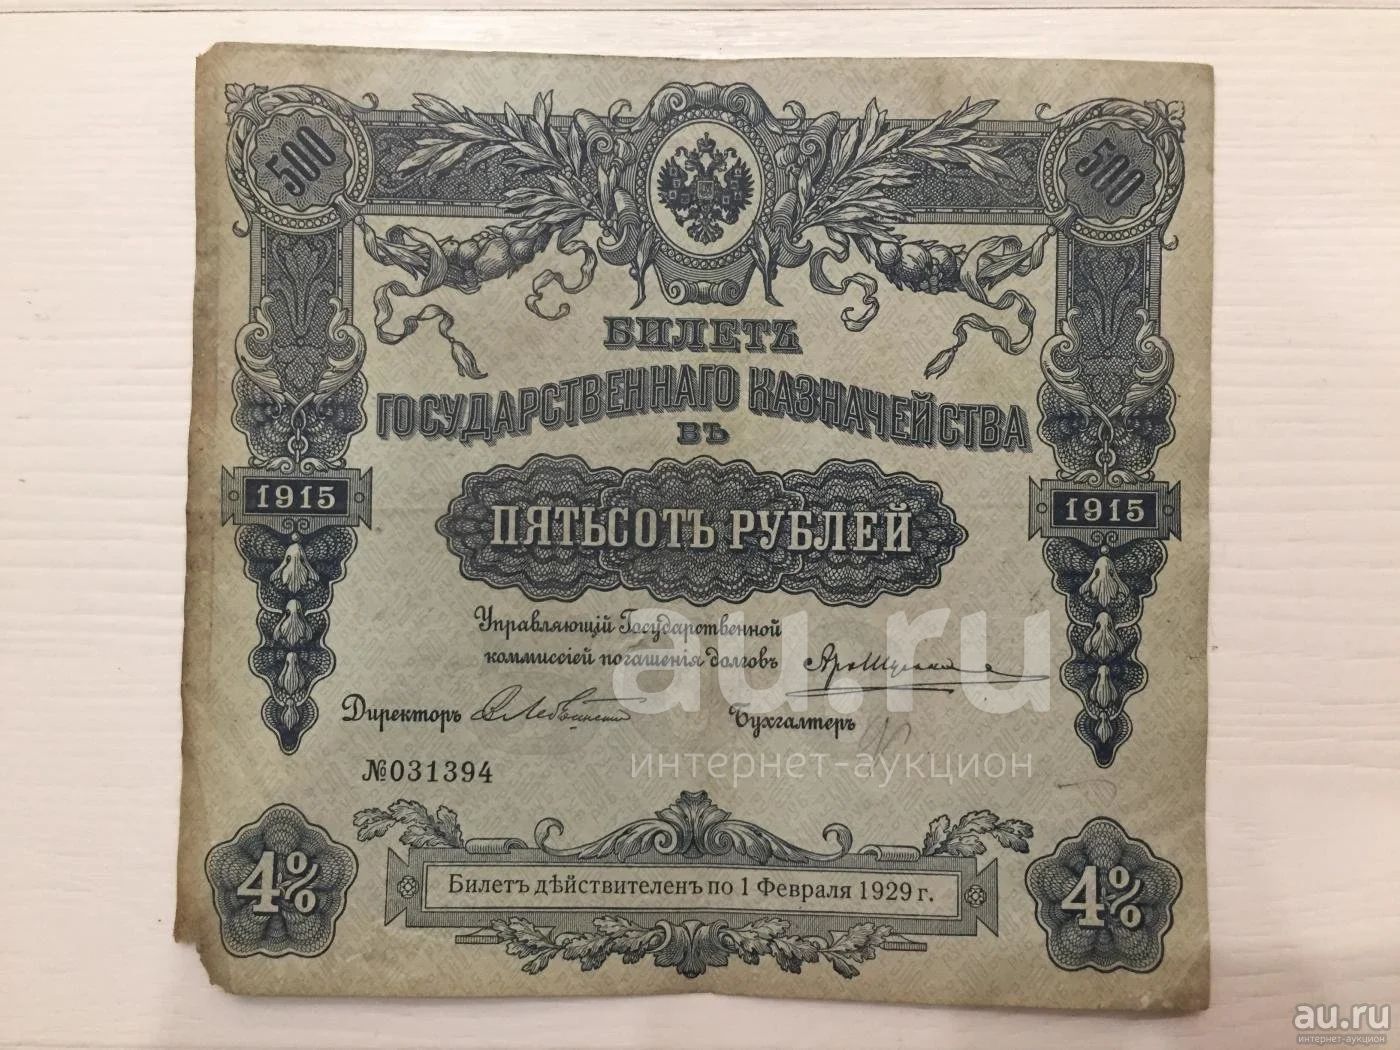 500 500
БИЛЕТЪ
ГОСУДАРСТВЕННАГО КАЗНАЧЕЙСТВА
ВЪ
1915 1915
ПЯТЬСОТЪ РУБЛЕЙ
Управляющій Государственной
коммиссіей погашенія долговъ
Директоръ Бухгалтеръ
№031394
4% 4%
Билетъ дѣйствителенъ по 1 Февраля 1929 г.
au.ru
интернет-аукцион
au.ru
интернет-аукцион